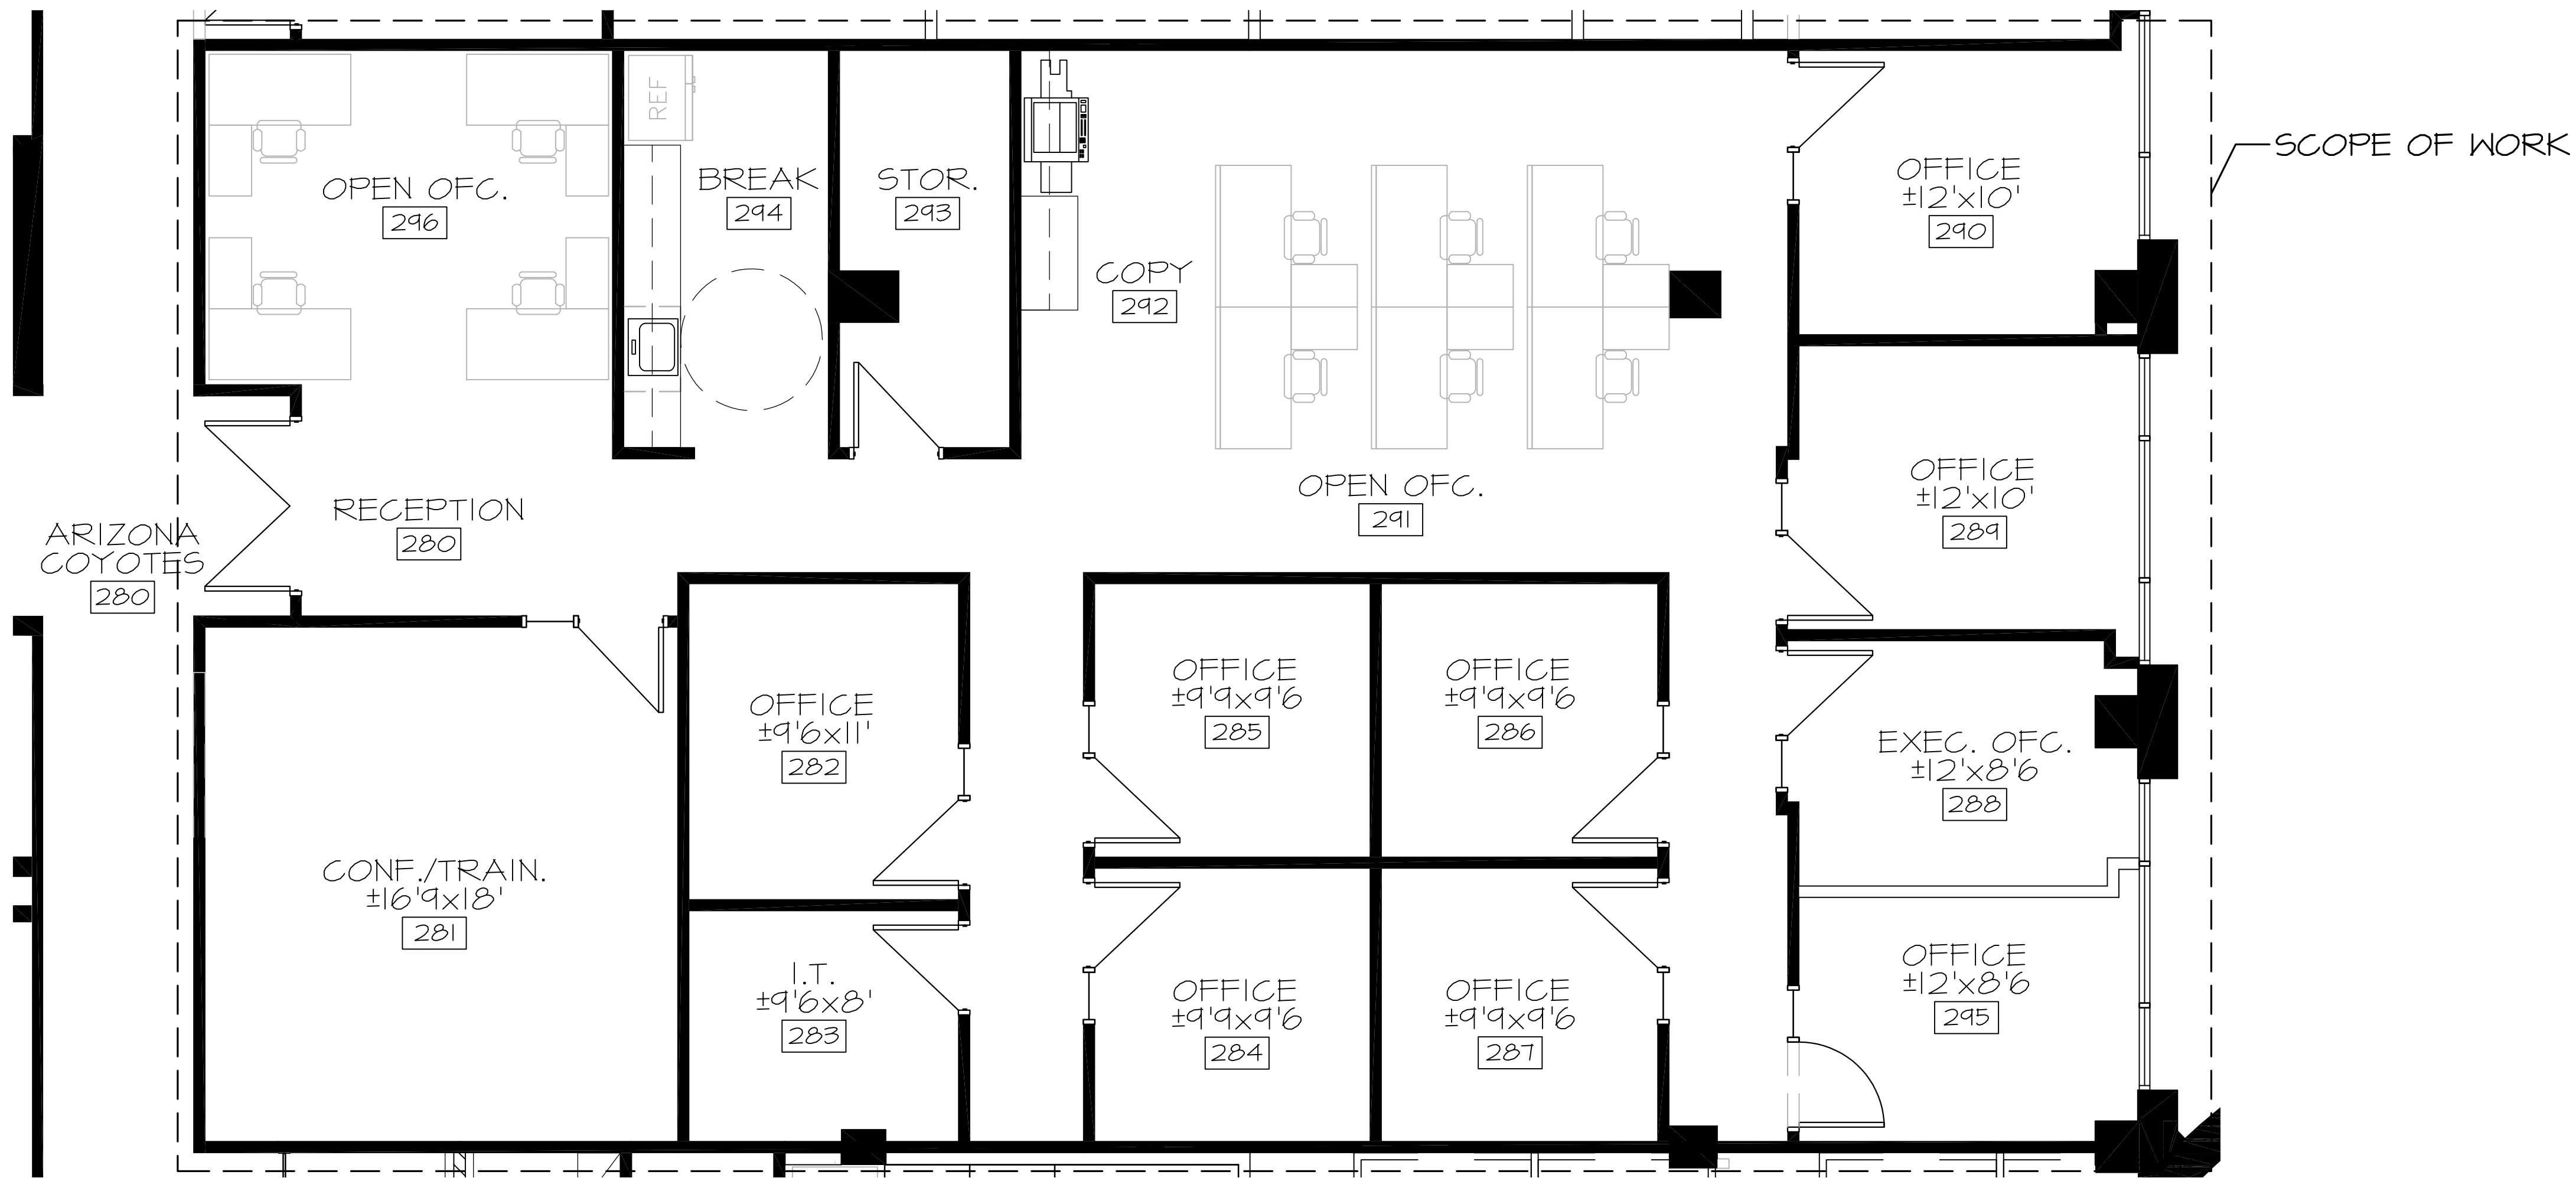 REF
SCOPE OF WORK
OPEN OFC.
296
BREAK
294
STOR.
293
COPY
292
OFFICE
±12'x10'
290
OPEN OFC.
291
OFFICE
±12'x10'
289
ARIZONA
COYOTES
280
RECEPTION
280
OFFICE
±9'6x11'
282
OFFICE
±9'9x9'6
285
OFFICE
±9'9x9'6
286
EXEC. OFC.
±12'x8'6
288
CONF./TRAIN.
±16'9x18'
281
I.T.
±9'6x8'
283
OFFICE
±9'9x9'6
284
OFFICE
±9'9x9'6
287
OFFICE
±12'x8'6
295